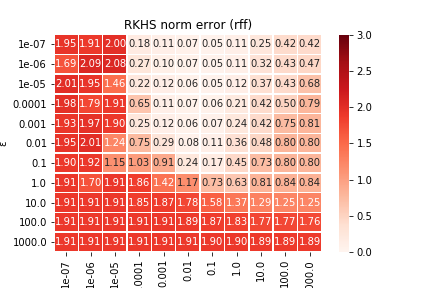 RKHS norm error (rff)
1e-07 1.95 1.91 2.00 0.18 0.11 0.07 0.05 0.11 0.25 0.42 0.42
1e-06 1.69 2.09 2.08 0.27 0.10 0.07 0.05 0.11 0.32 0.43 0.47
1e-05 2.01 1.95 1.46 0.22 0.12 0.06 0.05 0.12 0.37 0.43 0.68
0.0001 1.98 1.79 1.91 0.65 0.11 0.07 0.06 0.21 0.42 0.50 0.79
0.001 1.93 1.97 1.90 0.25 0.12 0.06 0.07 0.24 0.42 0.75 0.81
0.01 1.95 2.01 1.24 0.75 0.29 0.08 0.11 0.36 0.48 0.80 0.80
0.1 1.90 1.92 1.15 1.03 0.91 0.24 0.17 0.45 0.73 0.80 0.80
1.0 1.91 1.70 1.91 1.86 1.42 1.17 0.73 0.63 0.81 0.84 0.84
10.0 1.91 1.91 1.91 1.85 1.87 1.78 1.58 1.37 1.29 1.25 1.25
100.0 1.91 1.91 1.91 1.91 1.91 1.89 1.87 1.83 1.77 1.77 1.76
1000.0 1.91 1.91 1.91 1.91 1.91 1.91 1.90 1.90 1.89 1.89 1.89
ε
1e-07 1e-06 1e-05 0001 0.001 0.01 0.1 1.0 10.0 100.0 000.0
3.0
2.5
2.0
1.5
1.0
0.5
0.0